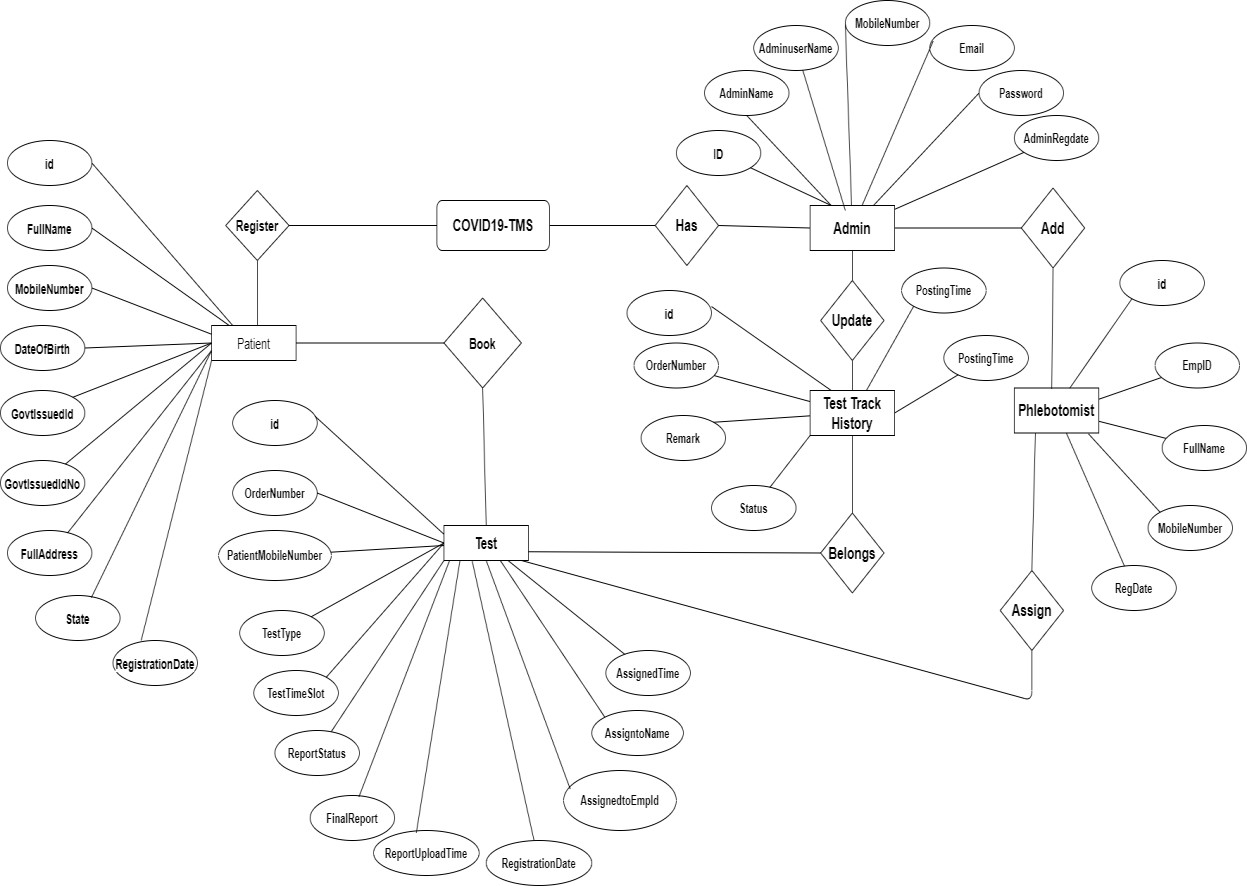 MobileNumber
AdminuserName
Email
AdminName
Password
AdminRegdate
ID
id
FullName
MobileNumber
DateOfBirth
GovtIssuedId
GovtIssuedIdNo
FullAddress
State
RegistrationDate
Register
COVID19-TMS
Has
Admin
Add
Patient
Book
Update
PostingTime
id
OrderNumber
Remark
Status
PostingTime
Test Track
History
id
EmpID
Phlebotomist
FullName
MobileNumber
RegDate
Assign
Belongs
Test
id
OrderNumber
PatientMobileNumber
TestType
TestTimeSlot
ReportStatus
FinalReport
ReportUploadTime
RegistrationDate
AssignedtoEmpId
AssigntoName
AssignedTime